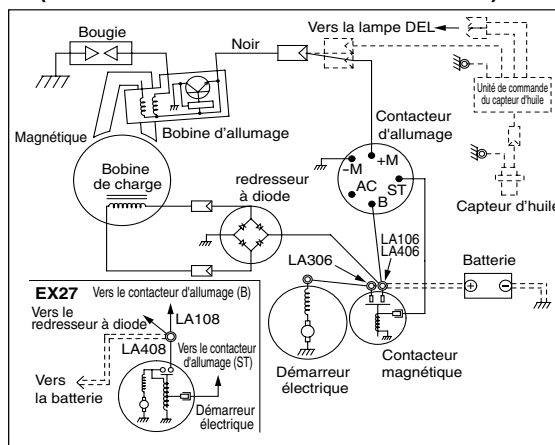 Bougie
Vers la lampe DEL
Noir
Unité de commande
du capteur d'huile
Magnétique
Bobine d'allumage
Contacteur
d'allumage
Bobine
de charge
redresseur
à diode
-M
+M
AC
ST
B
Capteur d'huile
LA106
LA406
LA306
Batterie
EX27
Vers le contacteur d'allumage (B)
Vers le
redresseur à diode
LA108
LA408
Vers le contacteur
d'allumage (ST)
Vers
la batterie
Démarreur
électrique
Démarreur
électrique
Contacteur
magnétique